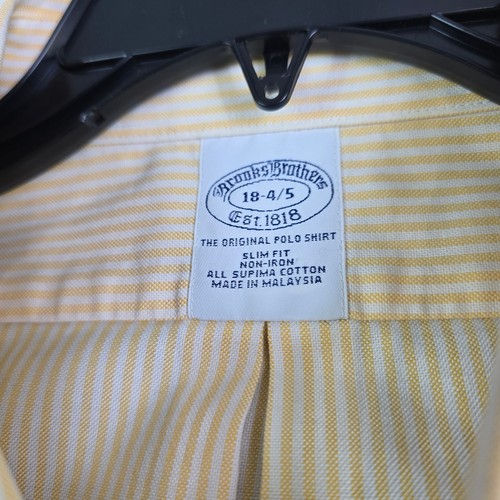 Brooks Brothers
18-4/5
Est. 1818
THE ORIGINAL POLO SHIRT
SLIM FIT
NON-IRON
ALL SUPIMA COTTON
MADE IN MALAYSIA